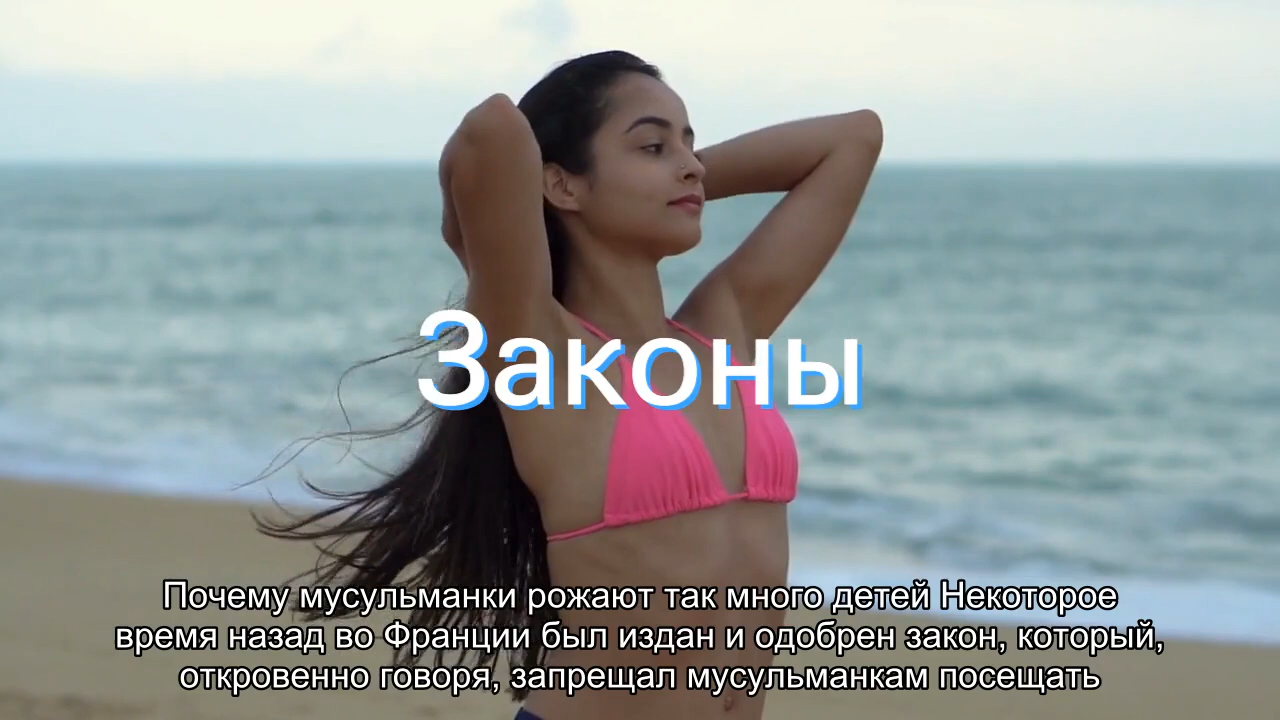 Законы
Почему мусульманки рожают так много детей Некоторое
время назад во Франции был издан и одобрен закон, который,
откровенно говоря, запрещал мусульманкам посещать